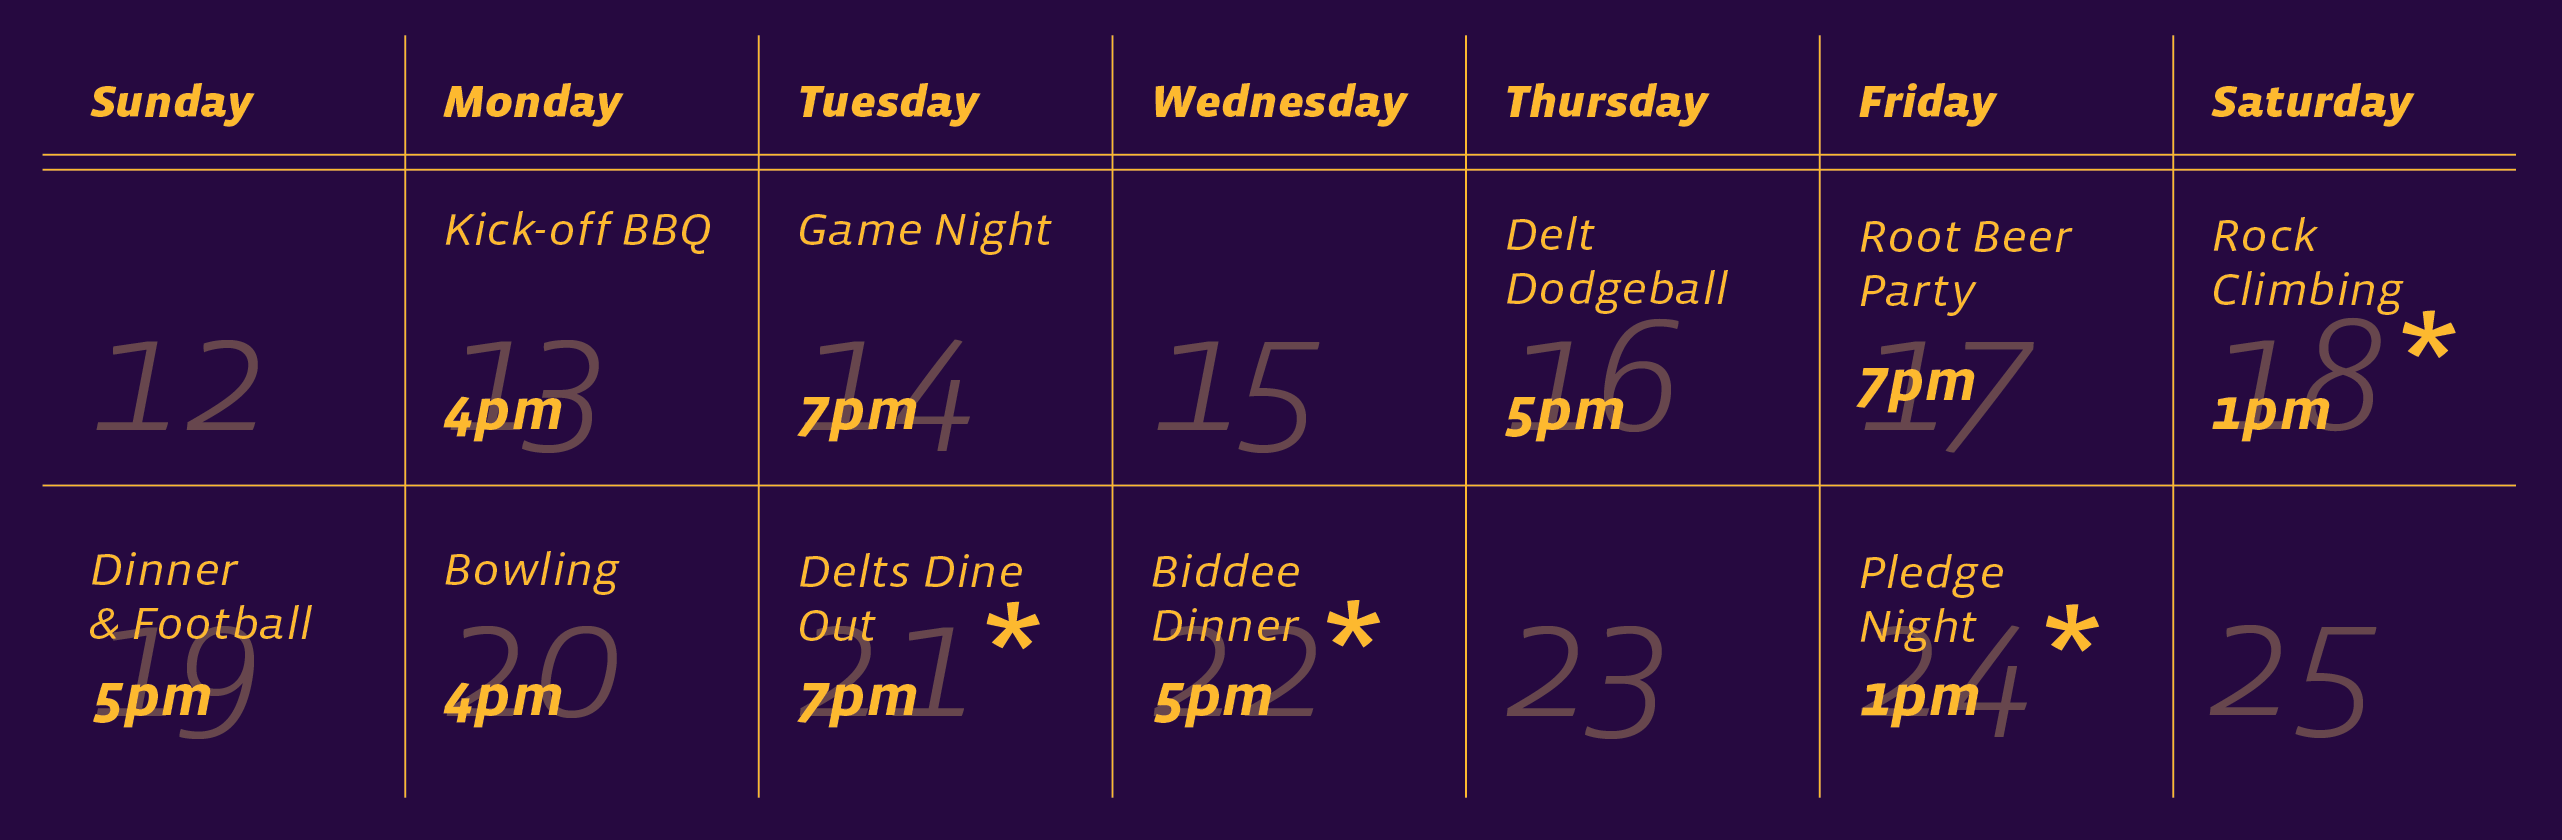 Sunday Monday Tuesday Wednesday Thursday Friday Saturday
12
Kick-off BBQ
13
4pm
Game Night
14
7pm
15
Delt
Dodgeball
16
5pm
Root Beer
Party
17
7pm
Rock
Climbing
18 *
1pm
Dinner
& Football
19
5pm
Bowling
20
4pm
Delts Dine
Out *
21
7pm
Biddee
Dinner *
22
5pm
23
Pledge
Night *
24
1pm
25